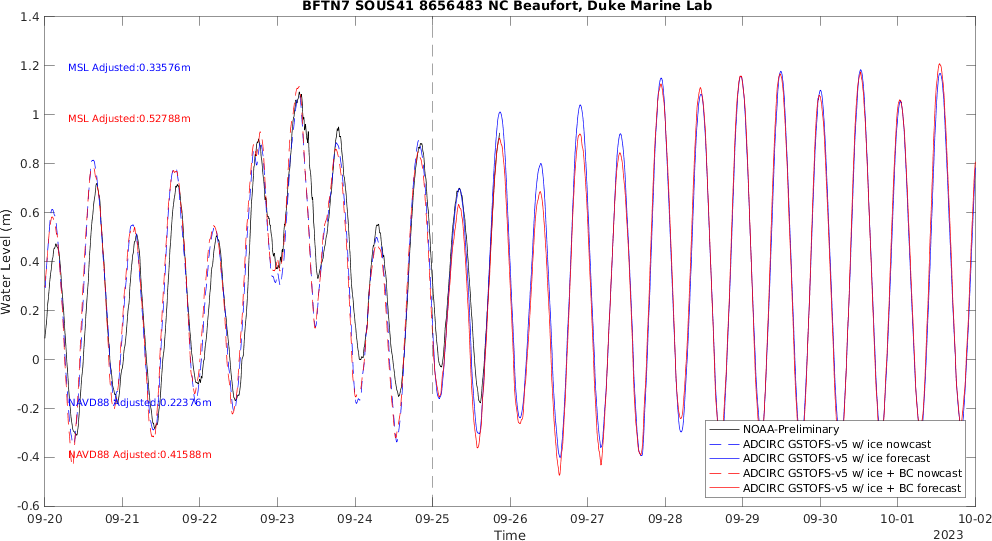 BFTN7 SOUS41 8656483 NC Beaufort, Duke Marine Lab
1.4
1.2
1
0.8
0.6
0.4
0.2
0
-0.2
-0.4
-0.6
Water Level (m)
MSL Adjusted:0.33576m
MSL Adjusted:0.52788m
NAVD88 Adjusted:0.22376m
NAVD88 Adjusted:0.41588m
NOAA-Preliminary
ADCIRC GSTOFS-v5 w/ ice nowcast
ADCIRC GSTOFS-v5 w/ ice forecast
ADCIRC GSTOFS-v5 w/ ice + BC nowcast
ADCIRC GSTOFS-v5 w/ ice + BC forecast
09-20 09-21 09-22 09-23 09-24 09-25 09-26 09-27 09-28 09-29 09-30 10-01 10-02
Time
2023